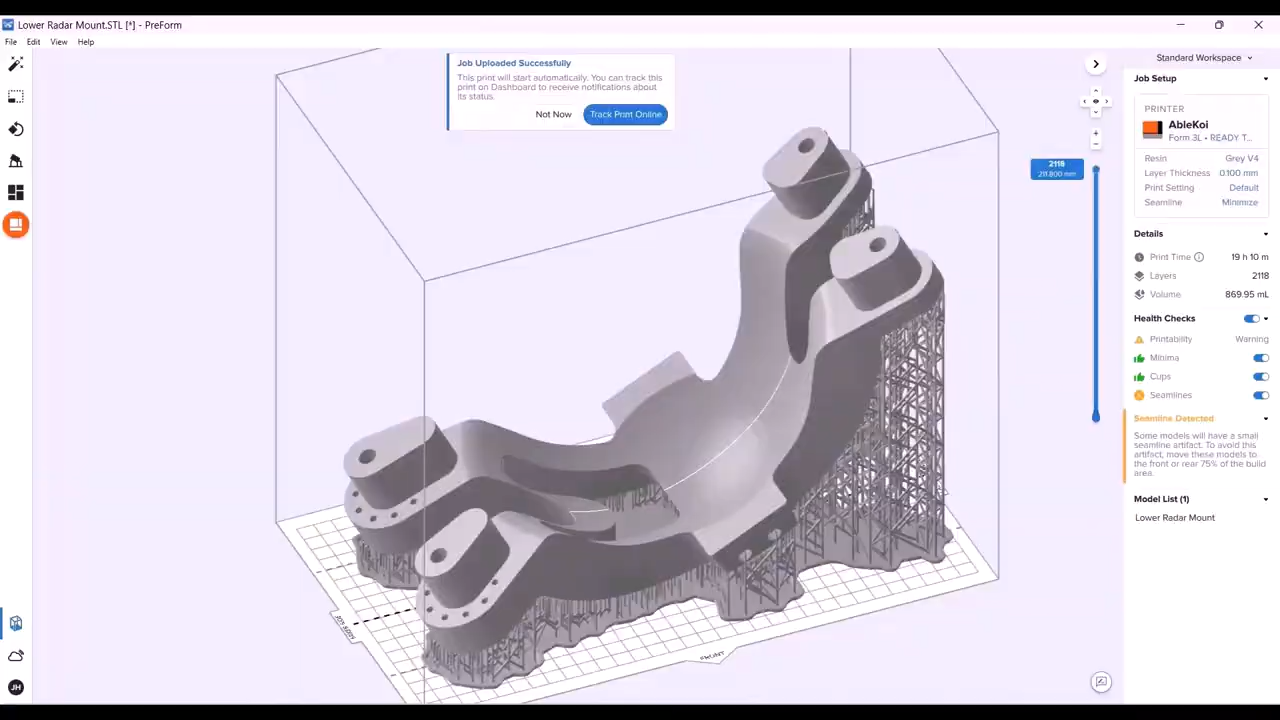 Lower Radar Mount.STL [*] - PreForm
File Edit View Help
Job Uploaded Successfully
This print will start automatically. You can track this
print on Dashboard to receive notifications about
its status.
Not Now
Track Print Online
2118
211.800 mm
FRONT
JH
Standard Workspace
Job Setup
PRINTER
AbleKoi
Form 3L • READY T...
Resin Grey V4
Layer Thickness 0.100 mm
Print Setting Default
Seamline Minimize
Details
Print Time 19 h 10 m
Layers 2118
Volume 869.95 mL
Health Checks
Printability Warning
Minima
Cups
Seamlines
Seamline Detected
Some models will have a small
seamline artifact. To avoid this
artifact, move these models to
the front or rear 75% of the build
area.
Model List (1)
Lower Radar Mount